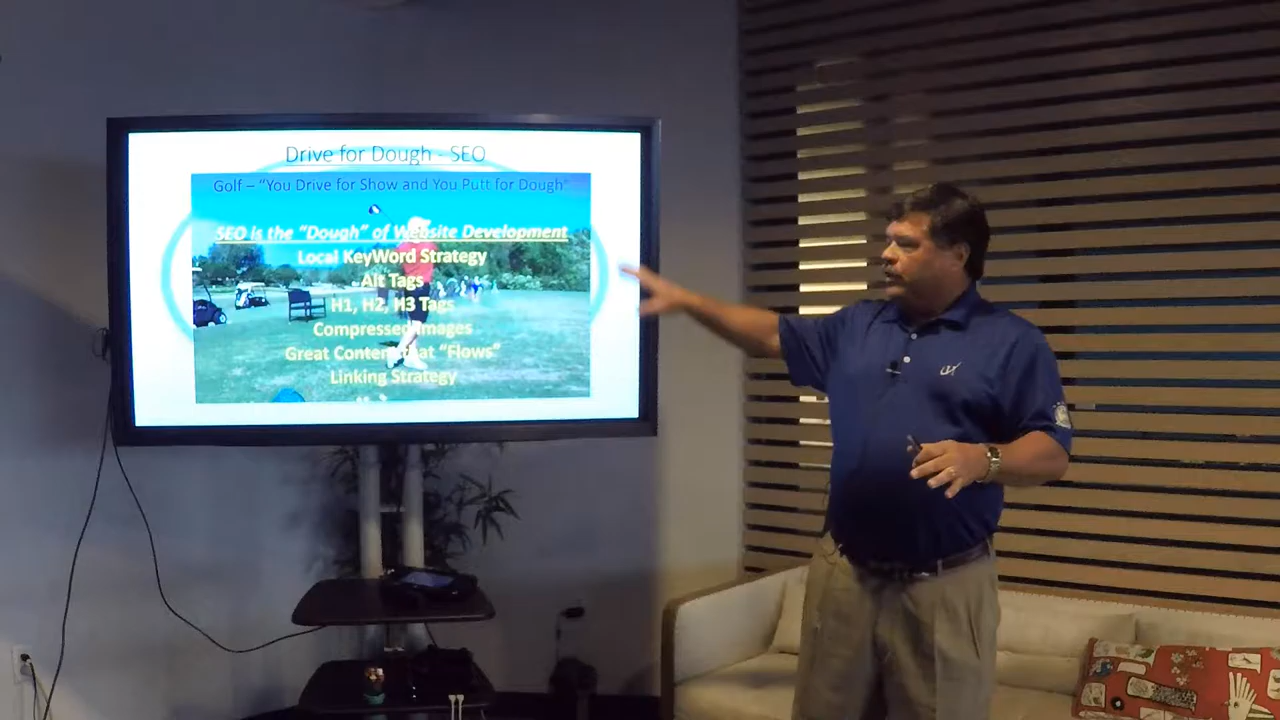 Drive for Dough - SEO
Golf – “You Drive for Show and You Putt for Dough”
SEO is the “Dough” of Website Development
Local KeyWord Strategy
Alt Tags
H1, H2, H3 Tags
Compressed Images
Great Content that “Flows”
Linking Strategy